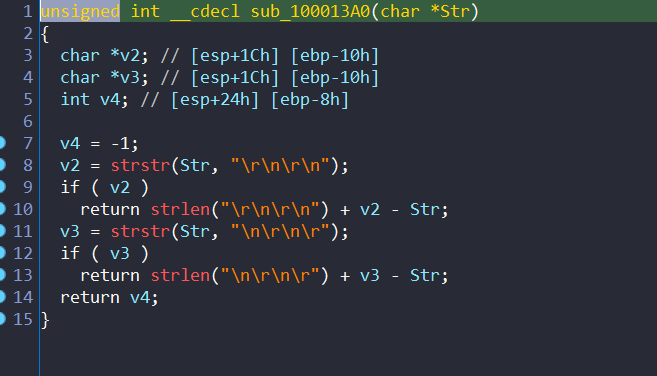 1 unsigned int __cdecl sub_100013A0(char *Str)
2 {
3 char *v2; // [esp+1Ch] [ebp-10h]
4 char *v3; // [esp+1Ch] [ebp-10h]
5 int v4; // [esp+24h] [ebp-8h]
6
7 v4 = -1;
8 v2 = strstr(Str, "\r\n\r\n");
9 if ( v2 )
10 return strlen("\r\n\r\n") + v2 - Str;
11 v3 = strstr(Str, "\n\r\n\r");
12 if ( v3 )
13 return strlen("\n\r\n\r") + v3 - Str;
14 return v4;
15 }